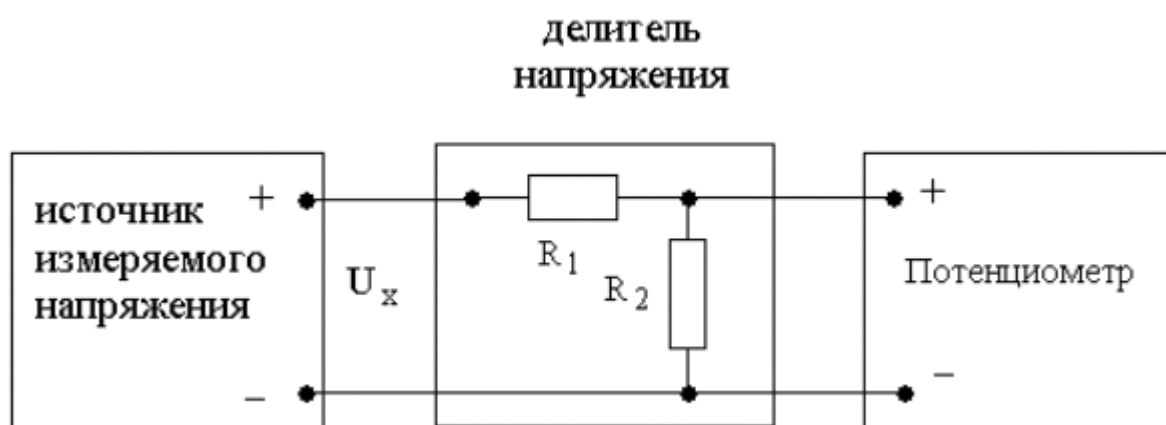 делитель
напряжения
источник
измеряемого
напряжения
+
−
U x
R 1
R 2
+
Потенциометр
−